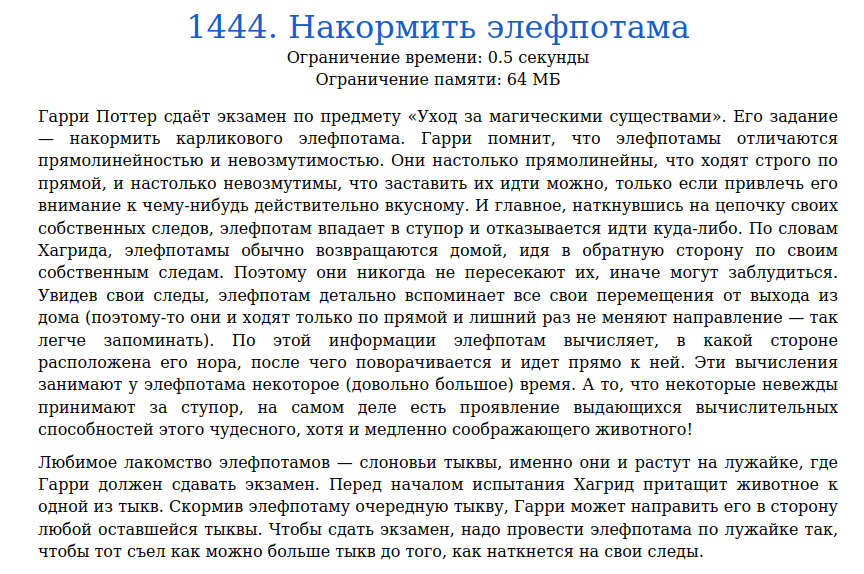 1444. Накормить элефпотама
Ограничение времени: 0.5 секунды
Ограничение памяти: 64 МБ
Гарри Поттер сдаёт экзамен по предмету «Уход за магическими существами». Его задание
— накормить карликового элефпотама. Гарри помнит, что элефпотамы отличаются
прямолинейностью и невозмутимостью. Они настолько прямолинейны, что ходят строго по
прямой, и настолько невозмутимы, что заставить их идти можно, только если привлечь его
внимание к чему-нибудь действительно вкусному. И главное, наткнувшись на цепочку своих
собственных следов, элефпотам впадает в ступор и отказывается идти куда-либо. По словам
Хагрида, элефпотамы обычно возвращаются домой, идя в обратную сторону по своим
собственным следам. Поэтому они никогда не пересекают их, иначе могут заблудиться.
Увидев свои следы, элефпотам детально вспоминает все свои перемещения от выхода из
дома (поэтому-то они и ходят только по прямой и лишний раз не меняют направление — так
легче запоминать). По этой информации элефпотам вычисляет, в какой стороне
расположена его нора, после чего поворачивается и идет прямо к ней. Эти вычисления
занимают у элефпотама некоторое (довольно большое) время. А то, что некоторые невежды
принимают за ступор, на самом деле есть проявление выдающихся вычислительных
способностей этого чудесного, хотя и медленно соображающего животного!
Любимое лакомство элефпотамов — слоновьи тыквы, именно они и растут на лужайке, где
Гарри должен сдавать экзамен. Перед началом испытания Хагрид притащит животное к
одной из тыкв. Скормив элефпотаму очередную тыкву, Гарри может направить его в сторону
любой оставшейся тыквы. Чтобы сдать экзамен, надо провести элефпотама по лужайке так,
чтобы тот съел как можно больше тыкв до того, как наткнется на свои следы.